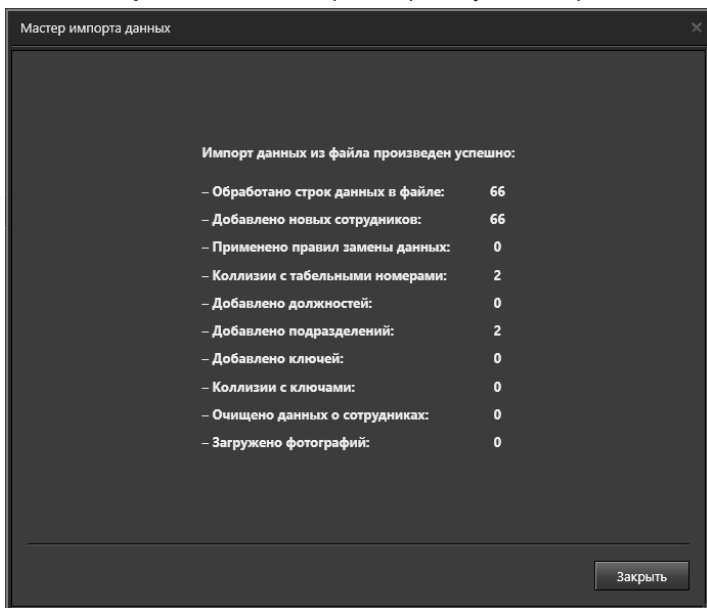 Мастер импорта данных
Импорт данных из файла произведен успешно:
– Обработано строк данных в файле: 66
– Добавлено новых сотрудников: 66
– Применено правил замены данных: 0
– Коллизии с табельными номерами: 2
– Добавлено должностей: 0
– Добавлено подразделений: 2
– Добавлено ключей: 0
– Коллизии с ключами: 0
– Очищено данных о сотрудниках: 0
– Загружено фотографий: 0
Закрыть